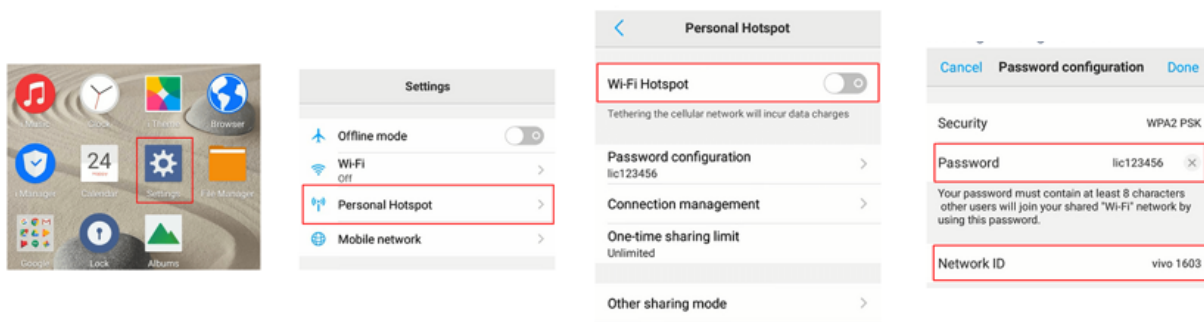 i Music
Clock
i Theme
Browser
24
i Manager
Calendar
Settings
File Manager
Google
Lock
Albums
Settings
Offline mode
Wi-Fi
Off
Personal Hotspot
Mobile network
Personal Hotspot
Wi-Fi Hotspot
Tethering the cellular network will incur data charges
Password configuration
lic123456
Connection management
One-time sharing limit
Unlimited
Other sharing mode
Cancel Password configuration Done
Security WPA2 PSK
Password lic123456
Your password must contain at least 8 characters
other users will join your shared "Wi-Fi" network by
using this password.
Network ID vivo 1603